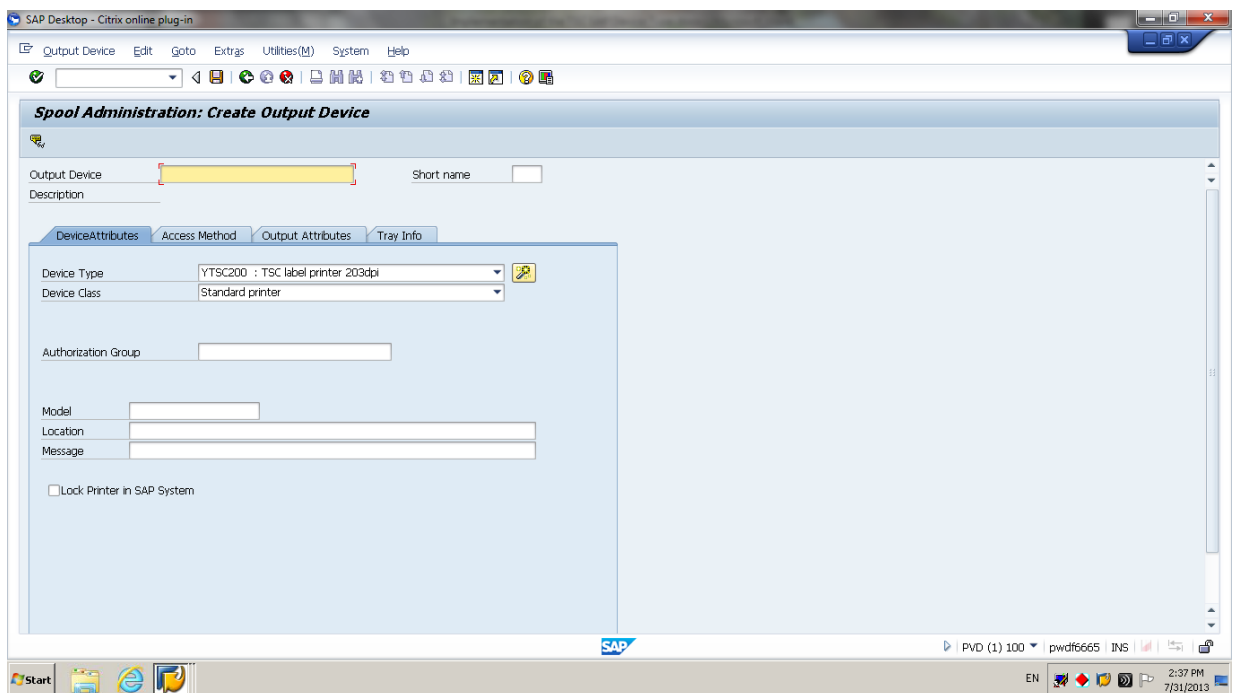 SAP Desktop - Citrix online plug-in
Output Device Edit Goto Extras Utilities(M) System Help
Spool Administration: Create Output Device
Output Device Short name
Description
DeviceAttributes Access Method Output Attributes Tray Info
Device Type YTSC200 : TSC label printer 203dpi
Device Class Standard printer
Authorization Group
Model
Location
Message
Lock Printer in SAP System
SAP
PVD (1) 100 pwdf6665 INS
Start EN 2:37 PM
7/31/2013